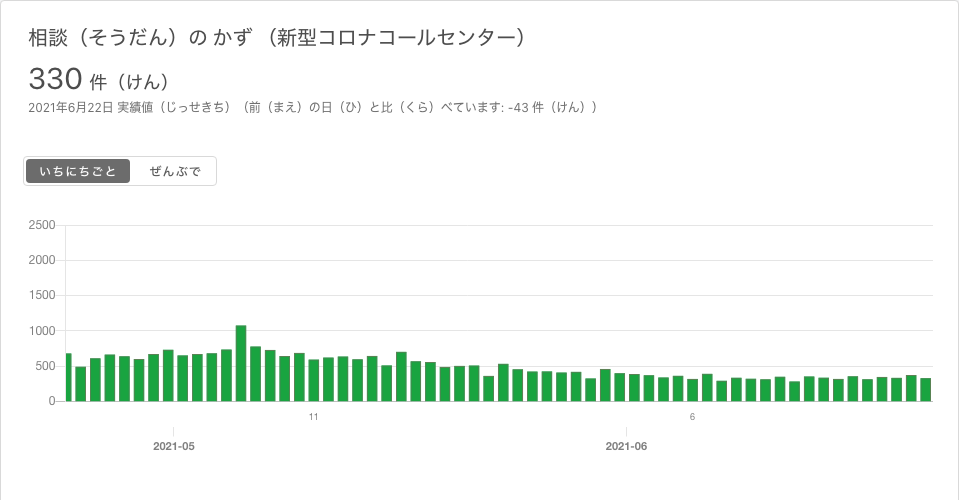 相談（そうだん）の かず （新型コロナコールセンター）
330 件（けん）
2021年6月22日 実績値（じっせきち）（前（まえ）の日（ひ）と比（くら）べています: -43 件（けん））
いちにちごと ぜんぶで
2500
2000
1500
1000
500
0
11 6
2021-05 2021-06